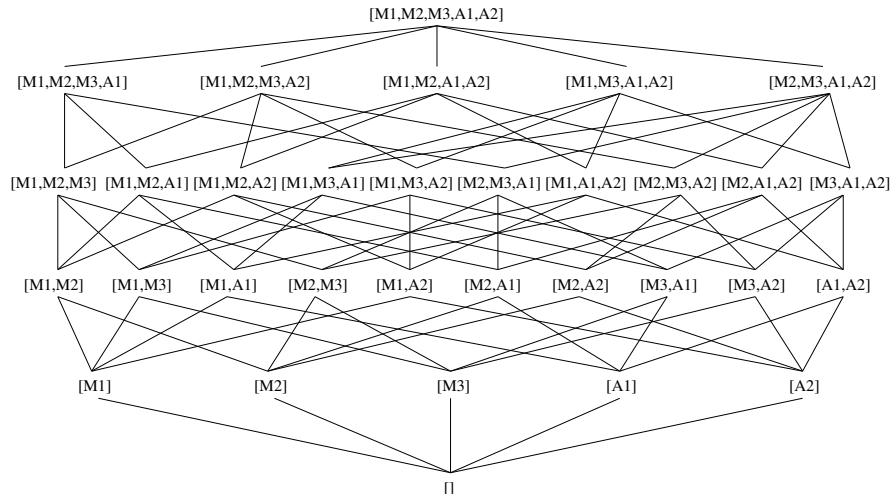 [M1,M2,M3,A1,A2]
[M1,M2,M3,A1] [M1,M2,M3,A2] [M1,M2,A1,A2] [M1,M3,A1,A2] [M2,M3,A1,A2]
[M1,M2,M3] [M1,M2,A1] [M1,M2,A2] [M1,M3,A1] [M1,M3,A2] [M2,M3,A1] [M1,A1,A2] [M2,M3,A2] [M2,A1,A2] [M3,A1,A2]
[M1,M2] [M1,M3] [M1,A1] [M2,M3] [M1,A2] [M2,A1] [M2,A2] [M3,A1] [M3,A2] [A1,A2]
[M1] [M2] [M3] [A1] [A2]
[]